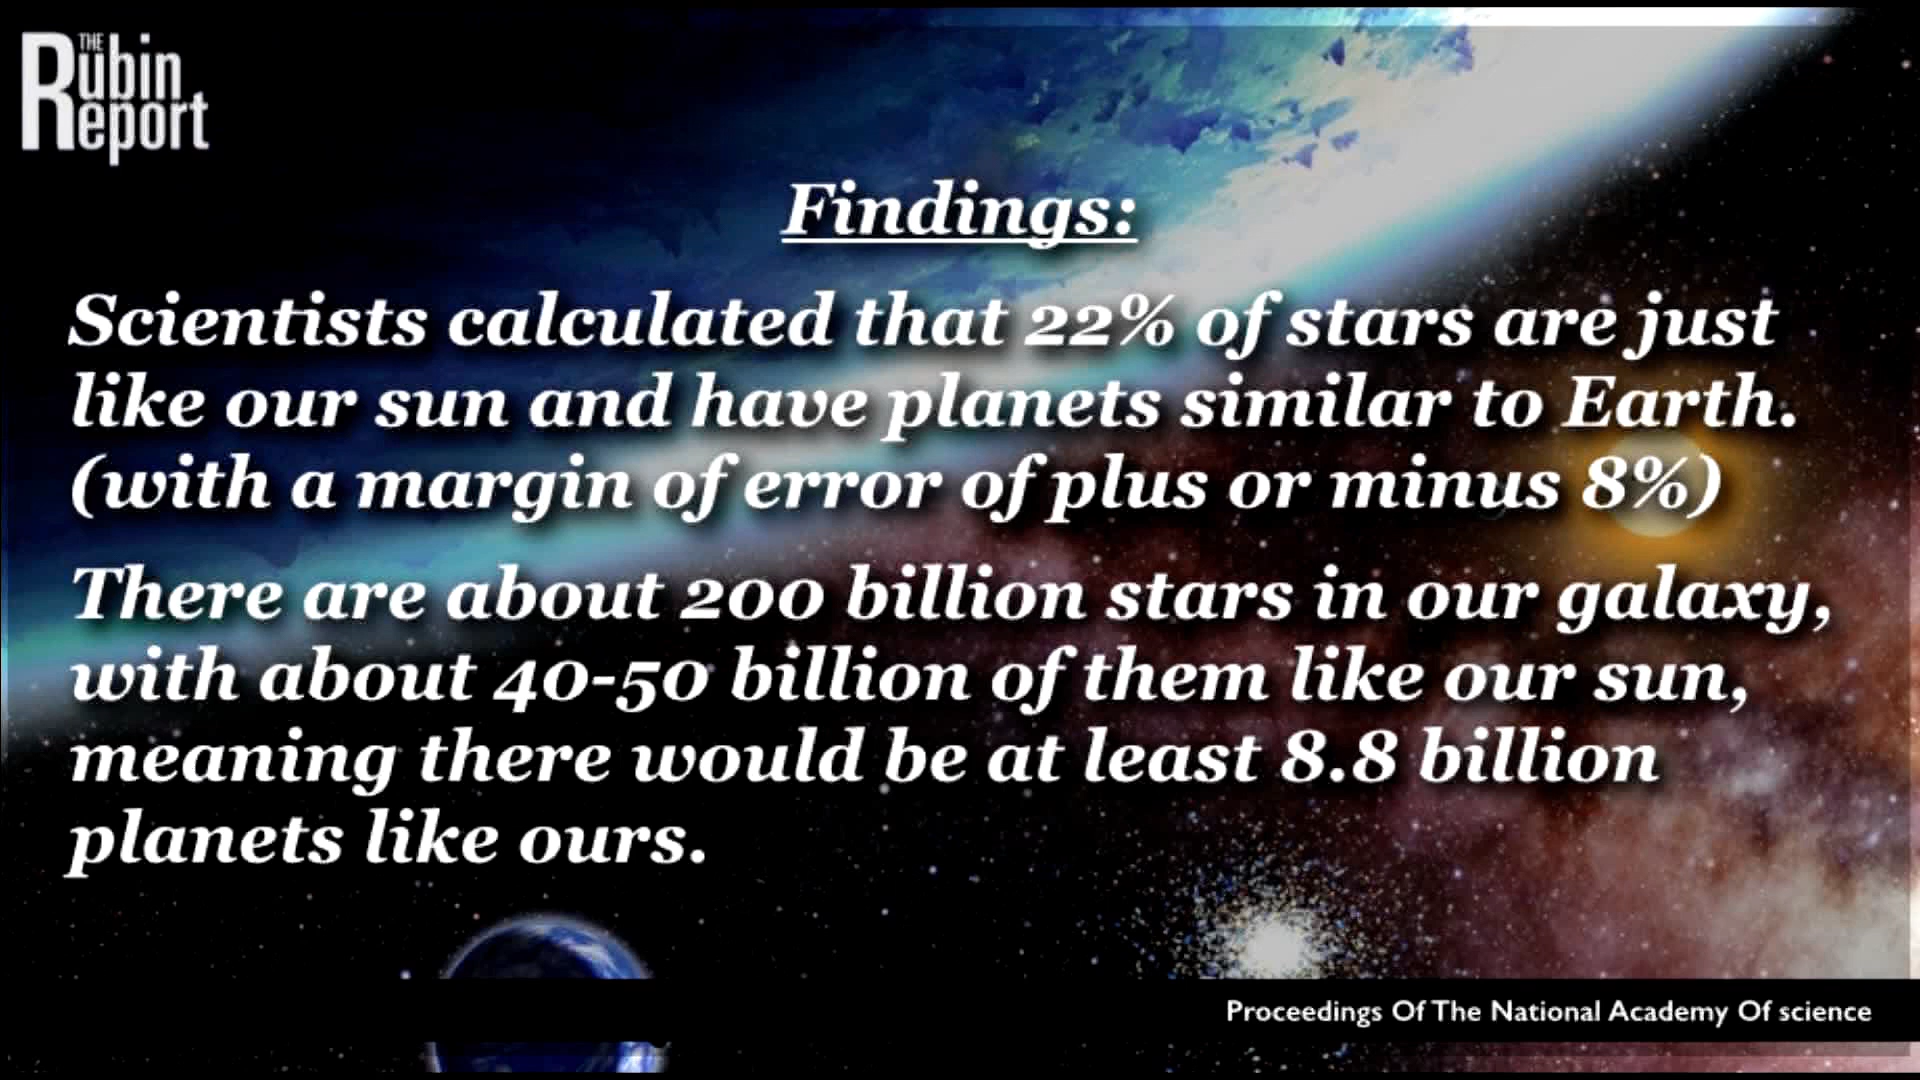 THE
Rubin
Report
Findings:
Scientists calculated that 22% of stars are just
like our sun and have planets similar to Earth.
(with a margin of error of plus or minus 8%)
There are about 200 billion stars in our galaxy,
with about 40-50 billion of them like our sun,
meaning there would be at least 8.8 billion
planets like ours.
Proceedings Of The National Academy Of science